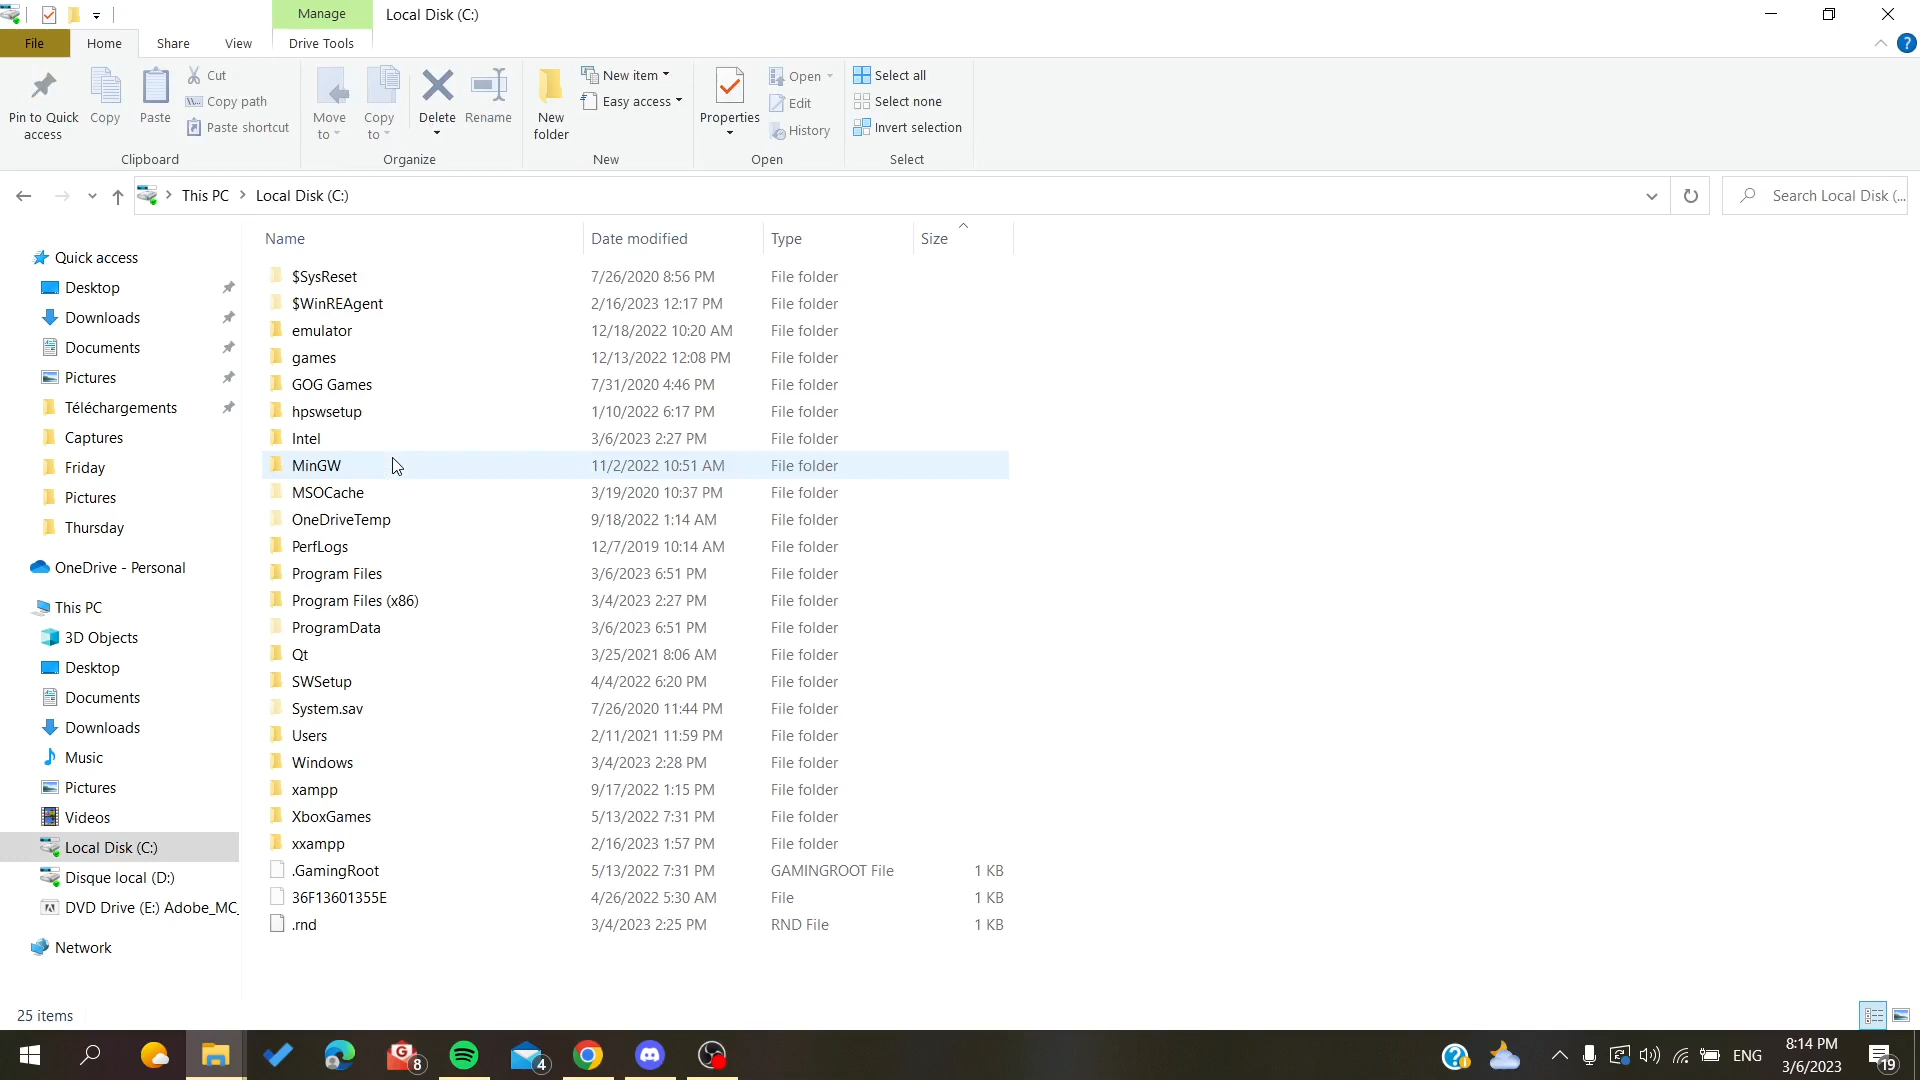 Manage
Local Disk (C:)
File
Home
Share
View
Drive Tools
Pin to Quick access
Copy
Paste
Cut
Copy path
Paste shortcut
Move to
Copy to
Delete
Rename
New folder
New item
Easy access
Properties
Open
Edit
History
Select all
Select none
Invert selection
Clipboard
Organize
New
Open
Select
This PC
Local Disk (C:)
Search Local Disk (...
Name
Date modified
Type
Size
Quick access
Desktop
Downloads
Documents
Pictures
Téléchargements
Captures
Friday
Pictures
Thursday
OneDrive - Personal
This PC
3D Objects
Desktop
Documents
Downloads
Music
Pictures
Videos
Local Disk (C:)
Disque local (D:)
DVD Drive (E:) Adobe_MC_
Network
$SysReset 7/26/2020 8:56 PM File folder
$WinREAgent 2/16/2023 12:17 PM File folder
emulator 12/18/2022 10:20 AM File folder
games 12/13/2022 12:08 PM File folder
GOG Games 7/31/2020 4:46 PM File folder
hpswsetup 1/10/2022 6:17 PM File folder
Intel 3/6/2023 2:27 PM File folder
MinGW 11/2/2022 10:51 AM File folder
MSOCache 3/19/2020 10:37 PM File folder
OneDriveTemp 9/18/2022 1:14 AM File folder
PerfLogs 12/7/2019 10:14 AM File folder
Program Files 3/6/2023 6:51 PM File folder
Program Files (x86) 3/4/2023 2:27 PM File folder
ProgramData 3/6/2023 6:51 PM File folder
Qt 3/25/2021 8:06 AM File folder
SWSetup 4/4/2022 6:20 PM File folder
System.sav 7/26/2020 11:44 PM File folder
Users 2/11/2021 11:59 PM File folder
Windows 3/4/2023 2:28 PM File folder
xampp 9/17/2022 1:15 PM File folder
XboxGames 5/13/2022 7:31 PM File folder
xxampp 2/16/2023 1:57 PM File folder
.GamingRoot 5/13/2022 7:31 PM GAMINGROOT File 1 KB
36F13601355E 4/26/2022 5:30 AM File 1 KB
.rnd 3/4/2023 2:25 PM RND File 1 KB
25 items
8
4
ENG
8:14 PM
3/6/2023
19